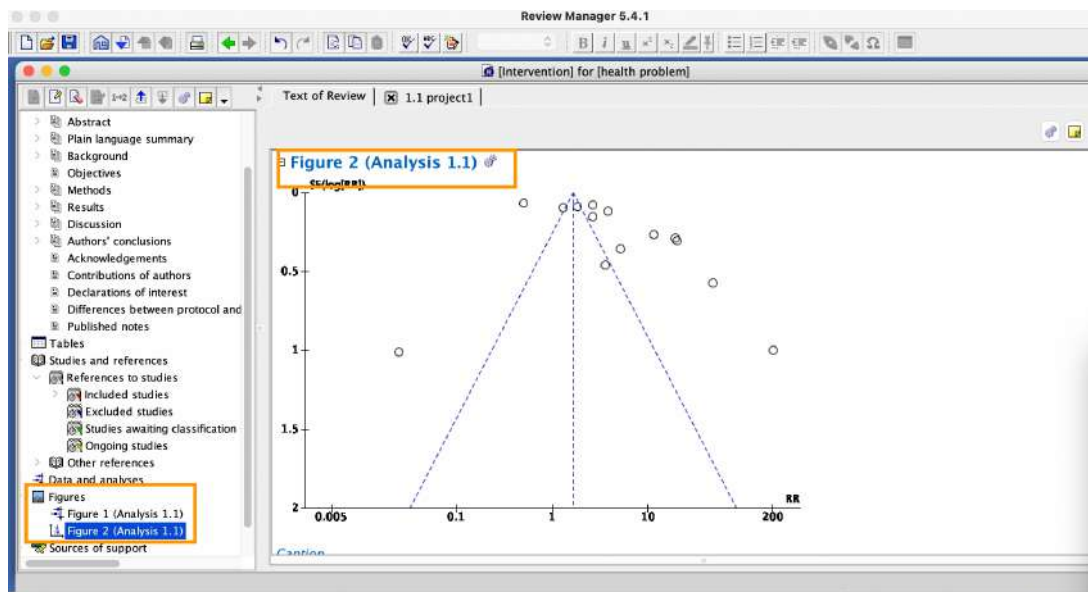 Review Manager 5.4.1
[Intervention] for [health problem]
Text of Review
1.1 project1
Abstract
Plain language summary
Background
Objectives
Methods
Results
Discussion
Authors' conclusions
Acknowledgements
Contributions of authors
Declarations of interest
Differences between protocol and
Published notes
Tables
Studies and references
References to studies
Included studies
Excluded studies
Studies awaiting classification
Ongoing studies
Other references
Data and analyses
Figures
Figure 1 (Analysis 1.1)
Figure 2 (Analysis 1.1)
Sources of support
Figure 2 (Analysis 1.1)
SE(log[RR])
0
0.5
1
1.5
2
0.005 0.1 1 10 200
RR
Caption